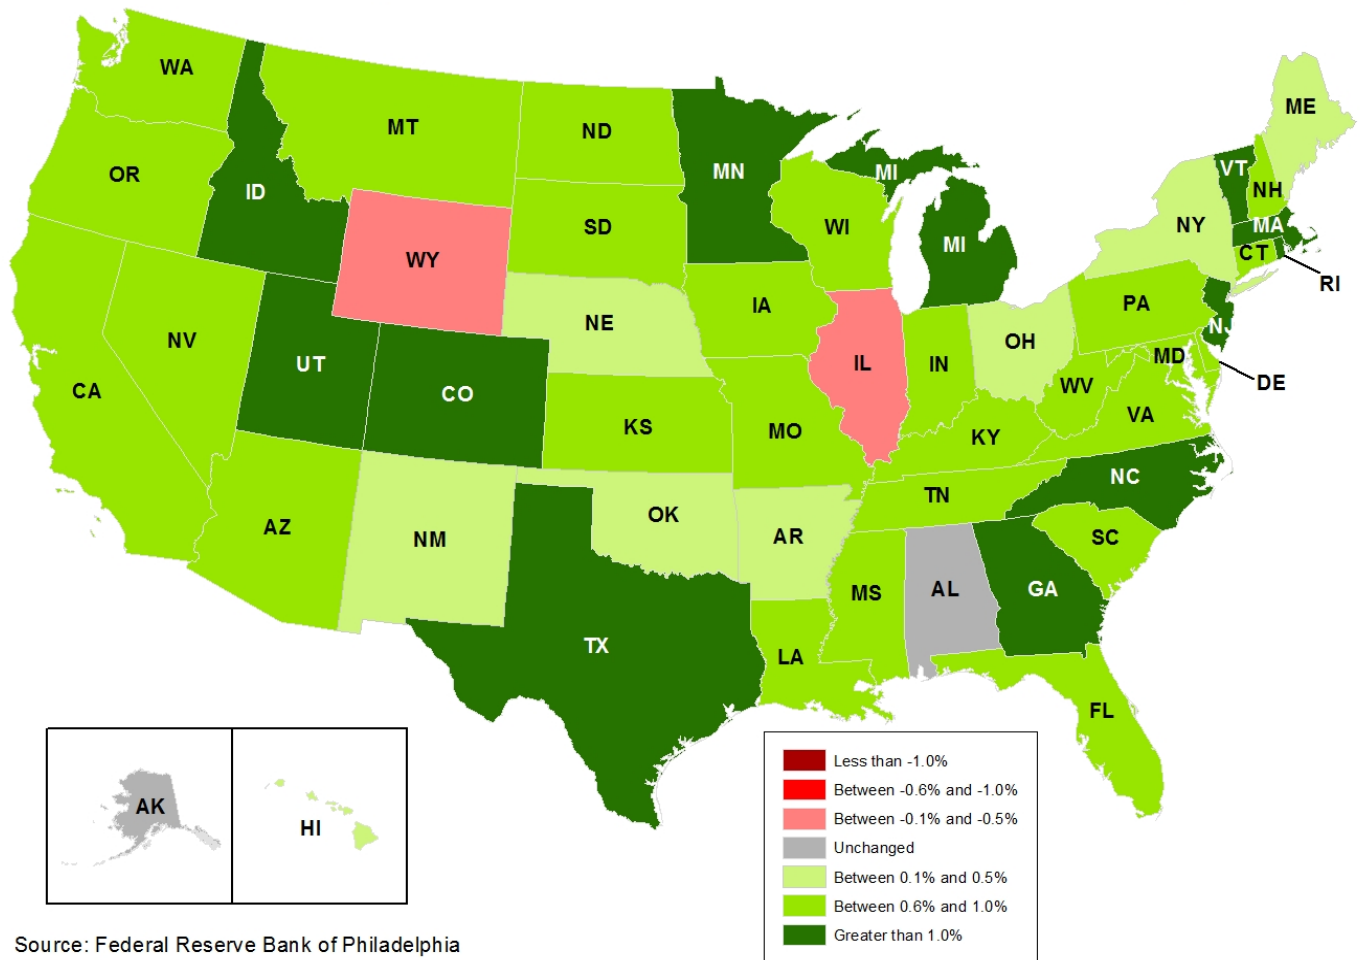 WA
MT
ND
MN
MI
ME
VT
NH
OR
ID
SD
WI
MI
NY
MA
CT
RI
WY
NE
IA
PA
NJ
NV
UT
CO
IL
IN
OH
MD
DE
CA
KS
MO
WV
VA
KY
AZ
NM
OK
AR
TN
NC
SC
TX
LA
MS
AL
GA
FL
AK
HI
Less than -1.0%
Between -0.6% and -1.0%
Between -0.1% and -0.5%
Unchanged
Between 0.1% and 0.5%
Between 0.6% and 1.0%
Greater than 1.0%
Source: Federal Reserve Bank of Philadelphia